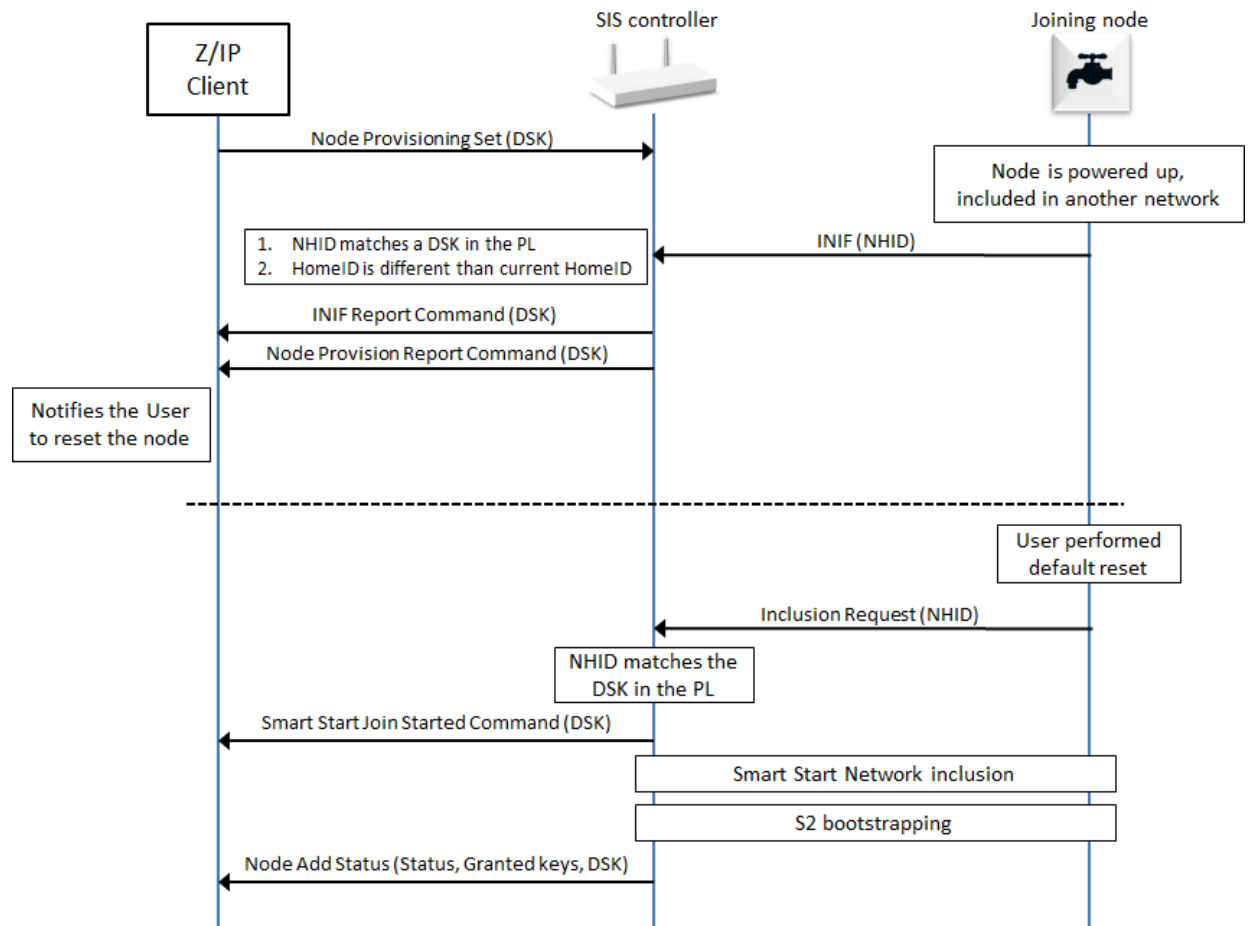 SIS controller
Joining node
Z/IP
Client
Node Provisioning Set (DSK)
Node is powered up,
included in another network
INIF (NHID)
1. NHID matches a DSK in the PL
2. HomeID is different than current HomeID
INIF Report Command (DSK)
Node Provision Report Command (DSK)
Notifies the User
to reset the node
User performed
default reset
Inclusion Request (NHID)
NHID matches the
DSK in the PL
Smart Start Join Started Command (DSK)
Smart Start Network inclusion
S2 bootstrapping
Node Add Status (Status, Granted keys, DSK)